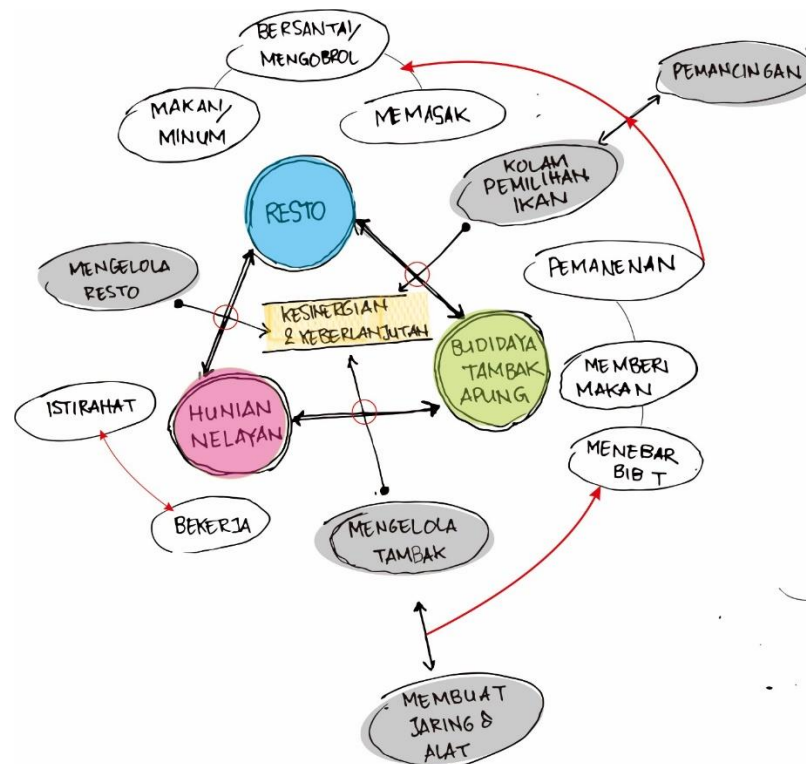 BERSANTAI/
MENGOBROL
MAKAN/
MINUM
MEMASAK
PEMANCINGAN
KOLAM
PEMILIHAN
IKAN
RESTO
MENGELOLA
RESTO
KESINERGIAN
& KEBERLANJUTAN
PEMANENAN
BUDIDAYA
TAMBAK
APUNG
MEMBERI
MAKAN
HUNIAN
NELAYAN
ISTIRAHAT
BEKERJA
MENEBAR
BIB T
MENGELOLA
TAMBAK
MEMBUAT
JARING &
ALAT